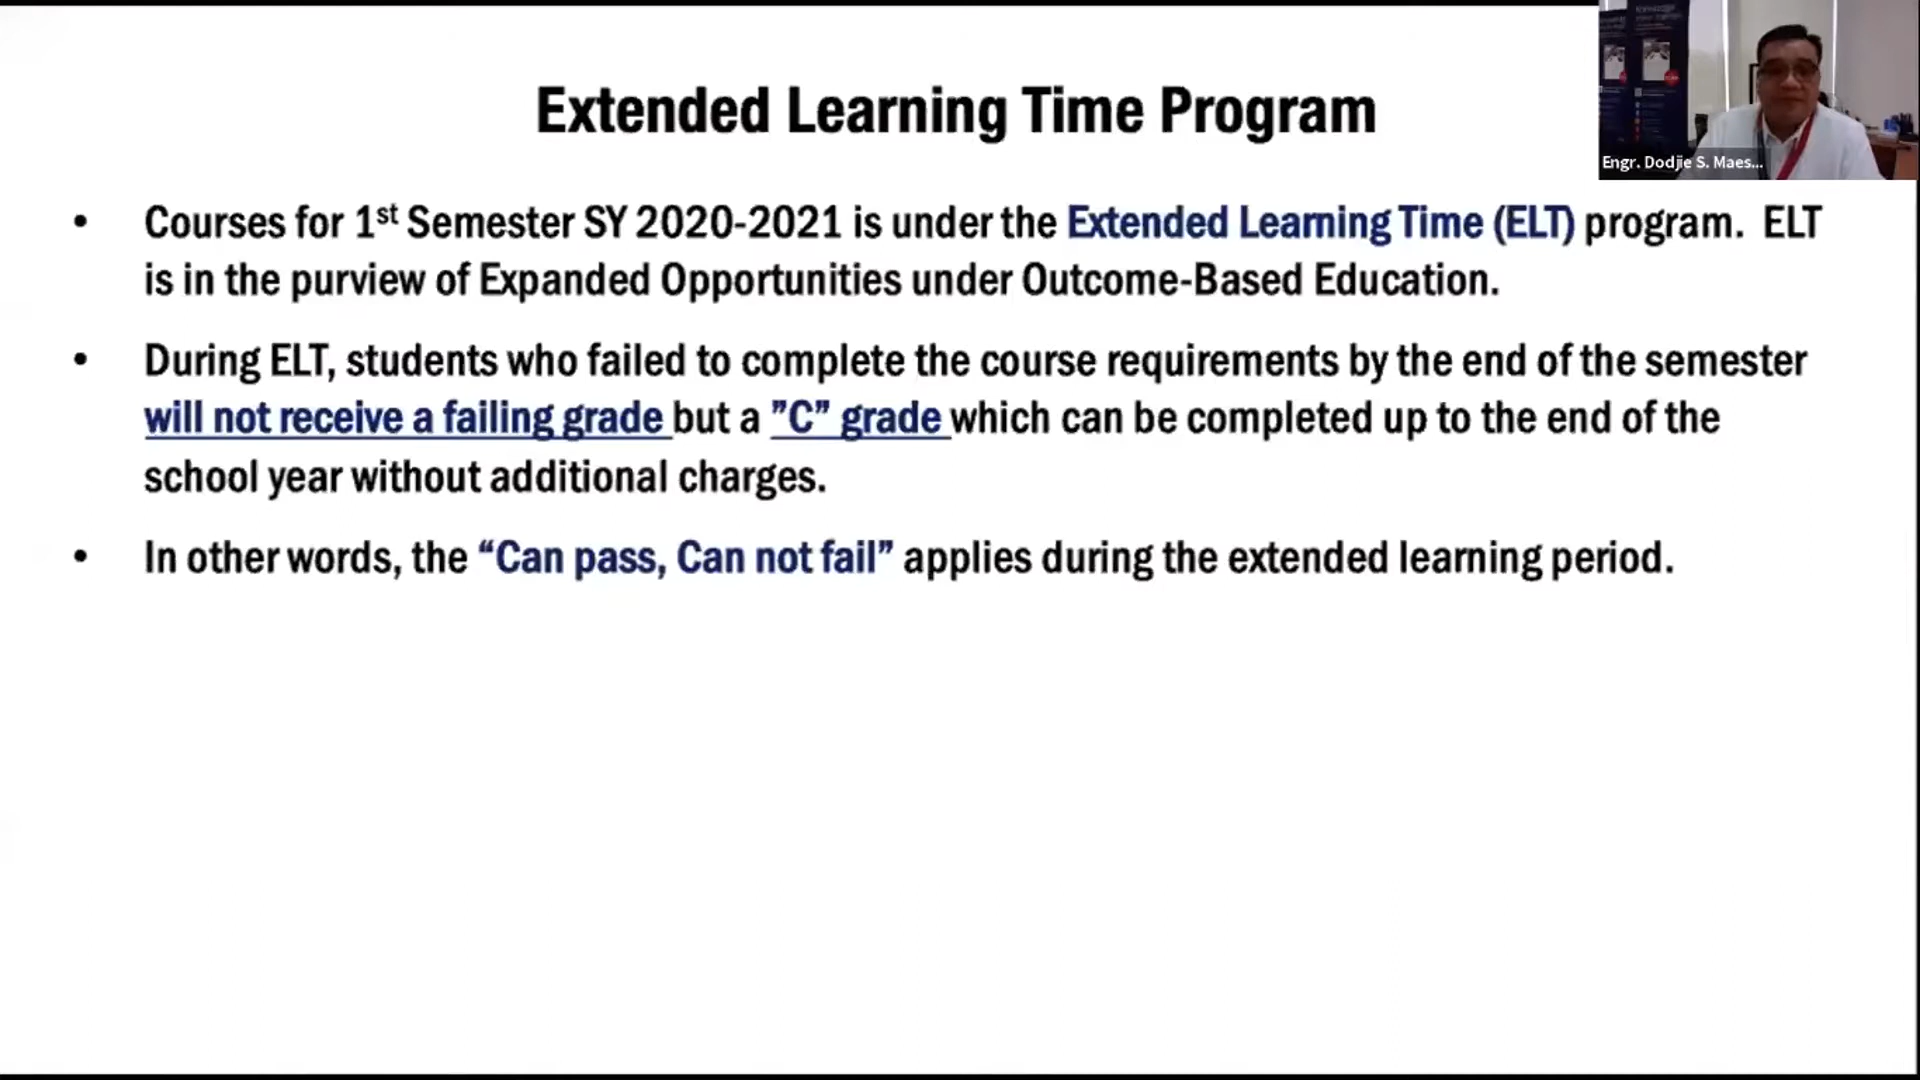 Extended Learning Time Program
Engr. Dodjie S. Maes...
• Courses for 1st Semester SY 2020-2021 is under the Extended Learning Time (ELT) program. ELT
is in the purview of Expanded Opportunities under Outcome-Based Education.
• During ELT, students who failed to complete the course requirements by the end of the semester
will not receive a failing grade but a ”C” grade which can be completed up to the end of the
school year without additional charges.
• In other words, the “Can pass, Can not fail” applies during the extended learning period.